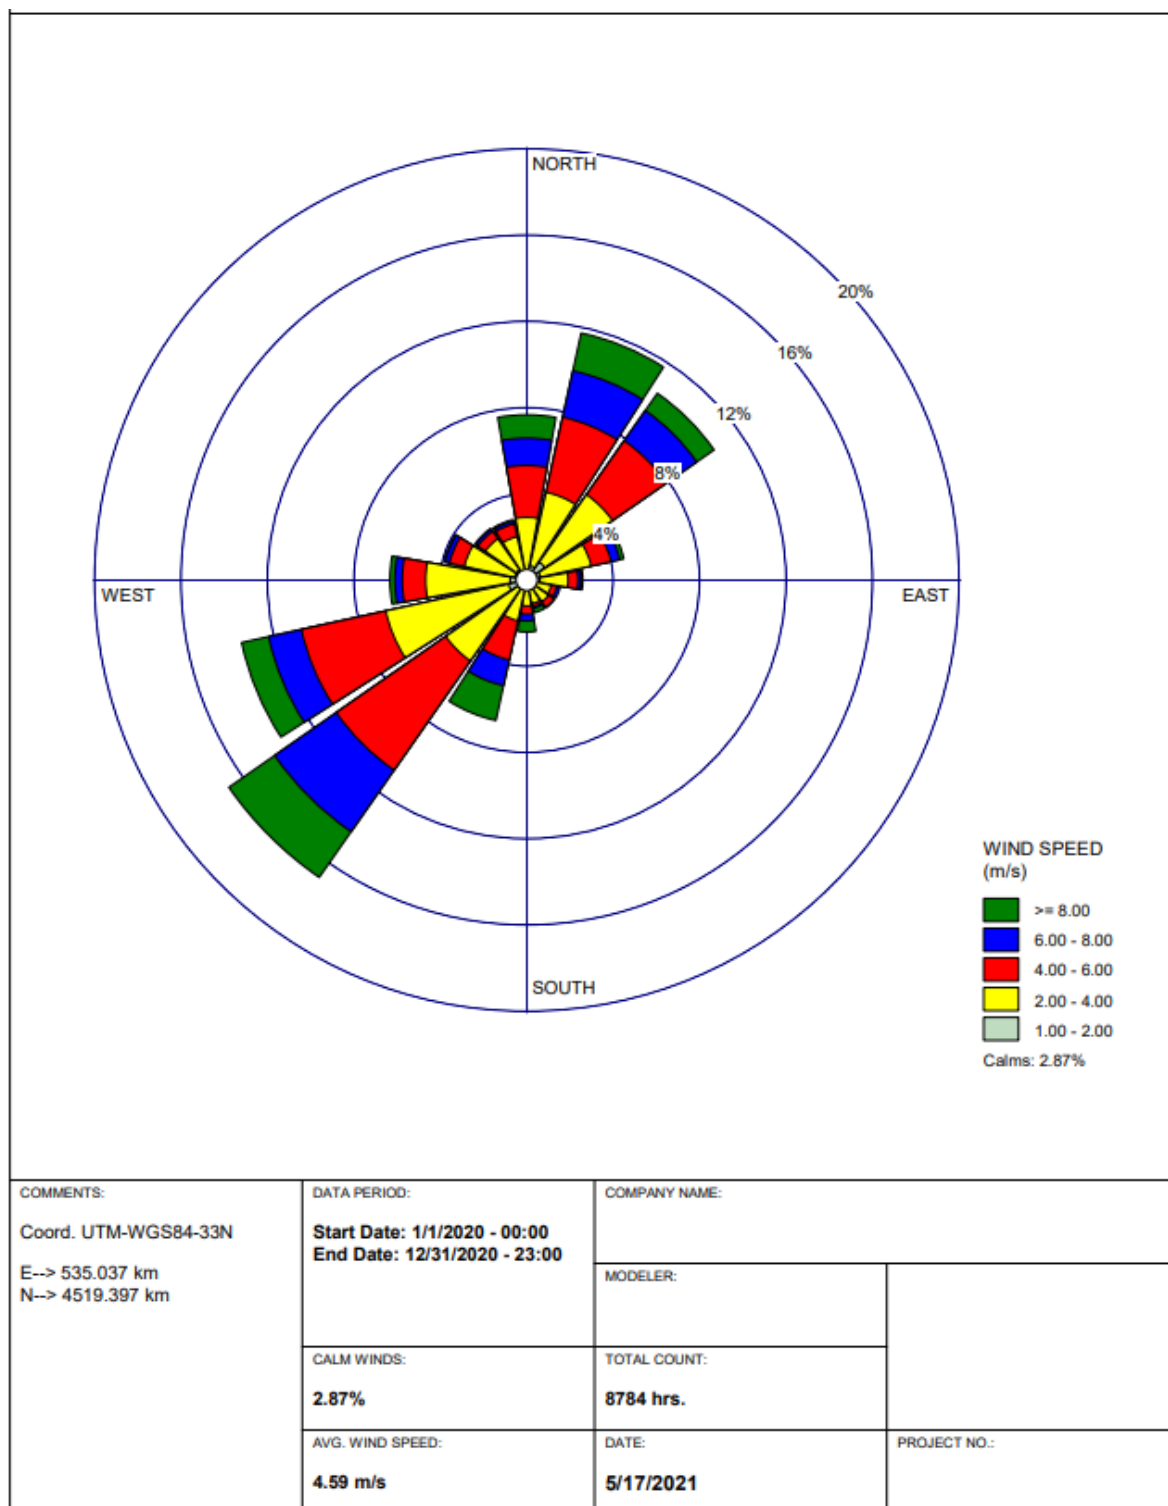 NORTH
20%
16%
12%
8%
4%
WEST
EAST
SOUTH
WIND SPEED
(m/s)
>= 8.00
6.00 - 8.00
4.00 - 6.00
2.00 - 4.00
1.00 - 2.00
Calms: 2.87%
COMMENTS:
Coord. UTM-WGS84-33N
E--> 535.037 km
N--> 4519.397 km
DATA PERIOD:
Start Date: 1/1/2020 - 00:00
End Date: 12/31/2020 - 23:00
COMPANY NAME:
MODELER:
CALM WINDS:
2.87%
TOTAL COUNT:
8784 hrs.
AVG. WIND SPEED:
4.59 m/s
DATE:
5/17/2021
PROJECT NO.: